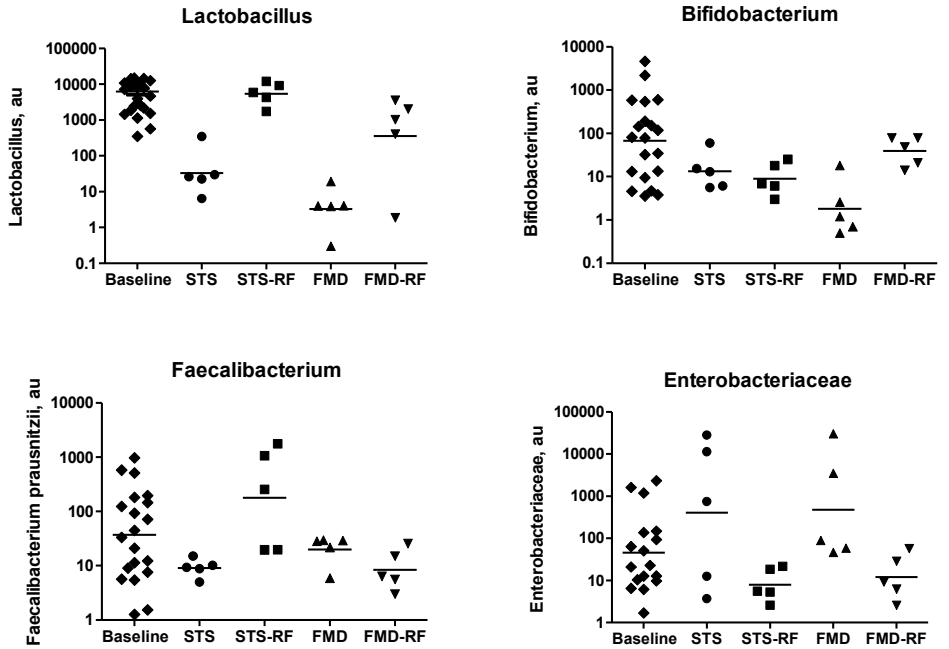 Lactobacillus
Lactobacillus, au
100000
10000
1000
100
10
1
0.1
Baseline STS STS-RF FMD FMD-RF
Bifidobacterium
Bifidobacterium, au
10000
1000
100
10
1
0.1
Baseline STS STS-RF FMD FMD-RF
Faecalibacterium
Faecalibacterium prausnitzii, au
10000
1000
100
10
1
Baseline STS STS-RF FMD FMD-RF
Enterobacteriaceae
Enterobacteriaceae, au
100000
10000
1000
100
10
1
Baseline STS STS-RF FMD FMD-RF